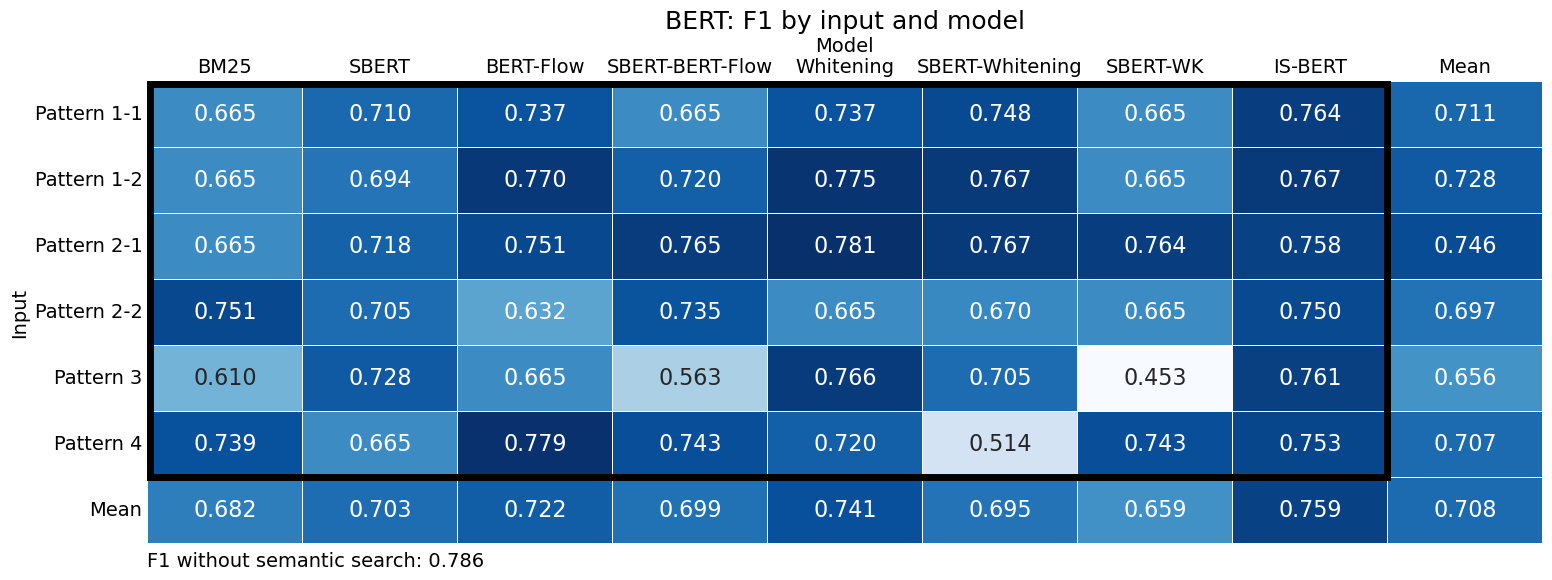 BERT: F1 by input and model
Model
BM25 SBERT BERT-Flow SBERT-BERT-Flow Whitening SBERT-Whitening SBERT-WK IS-BERT Mean
Input
Pattern 1-1 0.665 0.710 0.737 0.665 0.737 0.748 0.665 0.764 0.711
Pattern 1-2 0.665 0.694 0.770 0.720 0.775 0.767 0.665 0.767 0.728
Pattern 2-1 0.665 0.718 0.751 0.765 0.781 0.767 0.764 0.758 0.746
Pattern 2-2 0.751 0.705 0.632 0.735 0.665 0.670 0.665 0.750 0.697
Pattern 3 0.610 0.728 0.665 0.563 0.766 0.705 0.453 0.761 0.656
Pattern 4 0.739 0.665 0.779 0.743 0.720 0.514 0.743 0.753 0.707
Mean 0.682 0.703 0.722 0.699 0.741 0.695 0.659 0.759 0.708
F1 without semantic search: 0.786